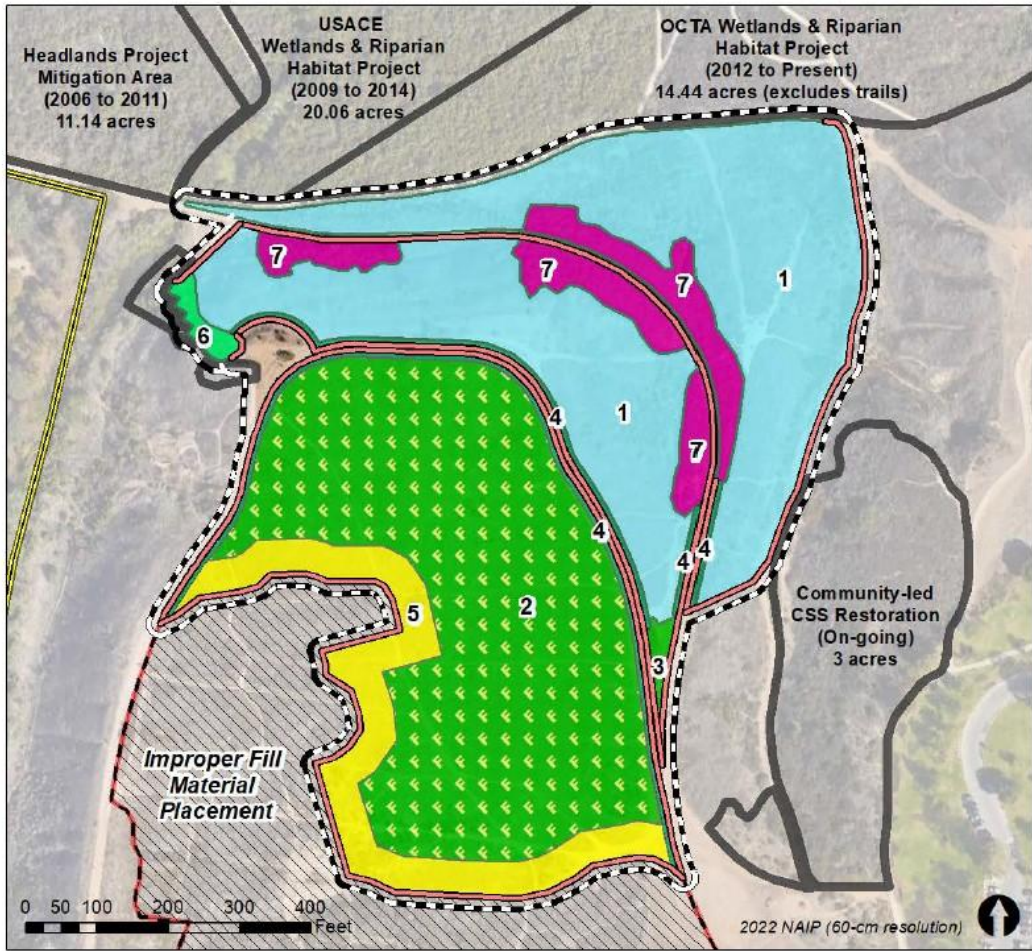 Headlands Project
Mitigation Area
(2006 to 2011)
11.14 acres
USACE
Wetlands & Riparian
Habitat Project
(2009 to 2014)
20.06 acres
OCTA Wetlands & Riparian
Habitat Project
(2012 to Present)
14.44 acres (excludes trails)
7
7
7
1
6
1
4
7
4
4
4
Community-led
CSS Restoration
(On-going)
3 acres
2
5
3
Improper Fill
Material
Placement
0 50 100 200 300 400
Feet
2022 NAIP (60-cm resolution)